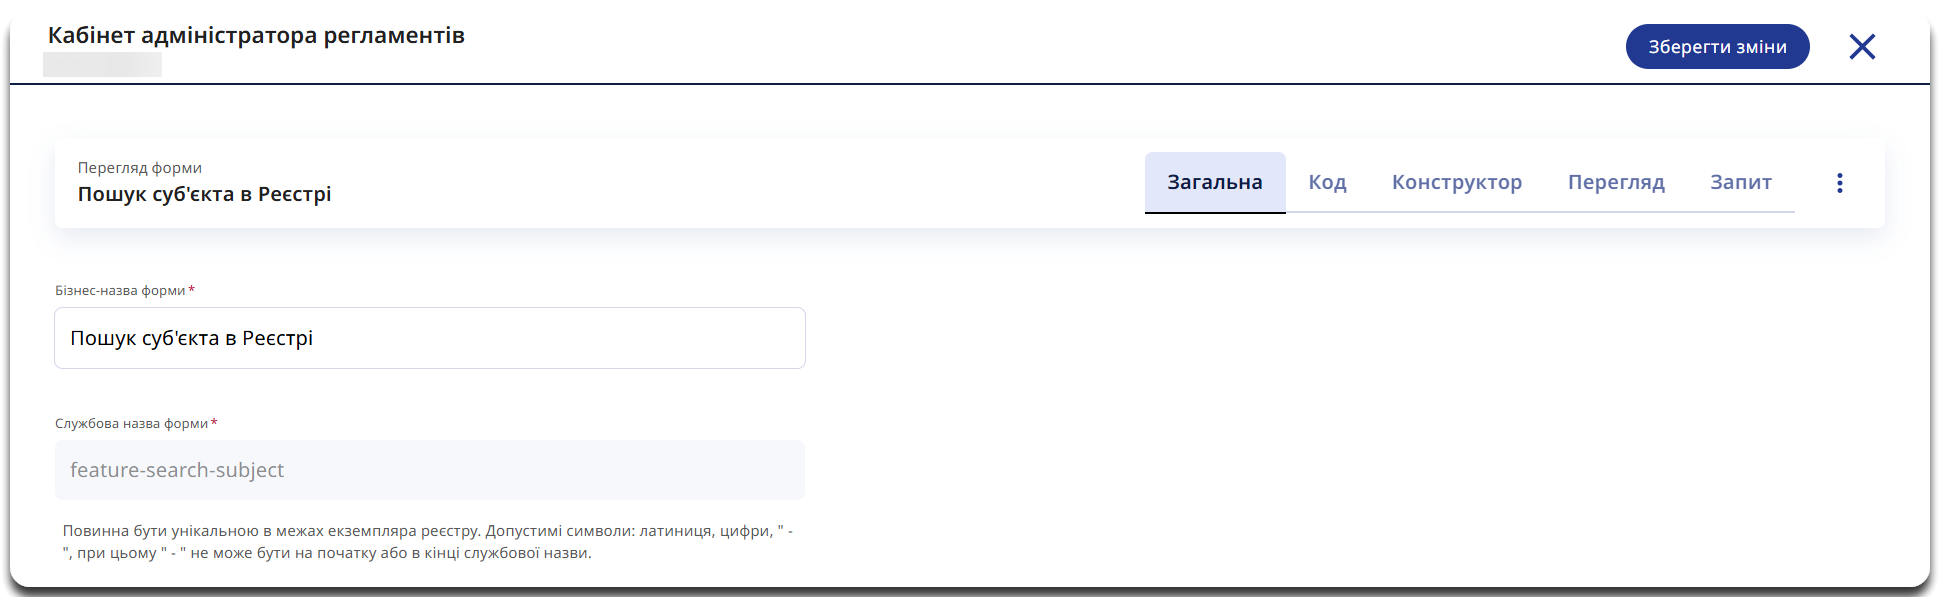 Кабінет адміністратора регламентів
Зберегти зміни
Перегляд форми
Пошук суб'єкта в Реєстрі
Загальна Код Конструктор Перегляд Запит
Бізнес-назва форми *
Пошук суб'єкта в Реєстрі
Службова назва форми *
feature-search-subject
Повинна бути унікальною в межах екземпляра реєстру. Допустимі символи: латиниця, цифри, " -
", при цьому " - " не може бути на початку або в кінці службової назви.